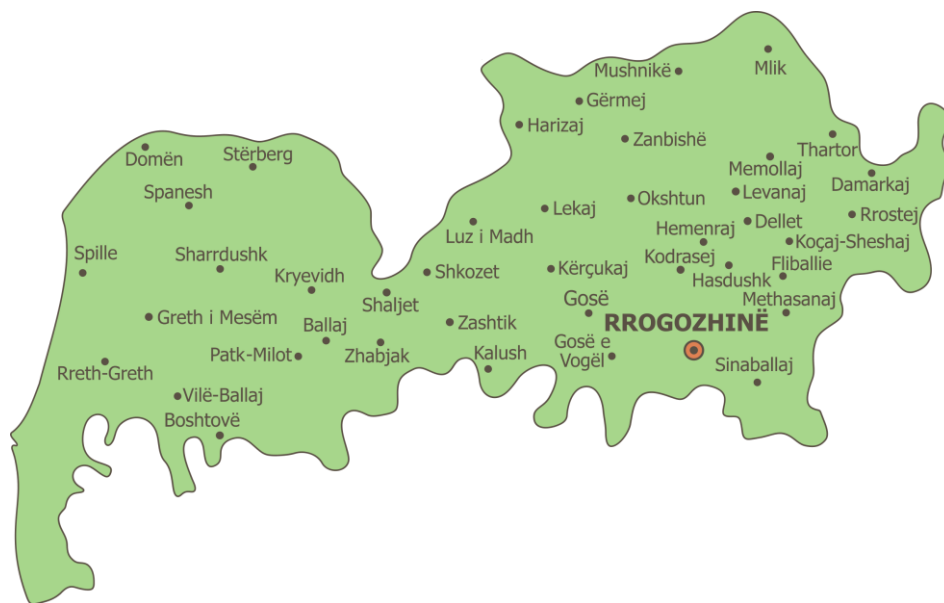 Mlik
Mushnikë
Gërmej
Harizaj
Zanbishë
Thartor
Domën
Stërberg
Memollaj
Damarkaj
Spanesh
Levanaj
Okshtun
Lekaj
Rrostej
Dellet
Luz i Madh
Hemenraj
Koçaj-Sheshaj
Spille
Sharrdushk
Kryevidh
Shkozet
Kërçukaj
Kodrasej
Hasdushk
Fliballie
Shaljet
Gosë
Methasanaj
Greth i Mesëm
Ballaj
Zashtik
RROGOZHINË
Patk-Milot
Zhabjak
Kalush
Gosë e
Vogël
Sinaballaj
Rreth-Greth
Vilë-Ballaj
Boshtovë